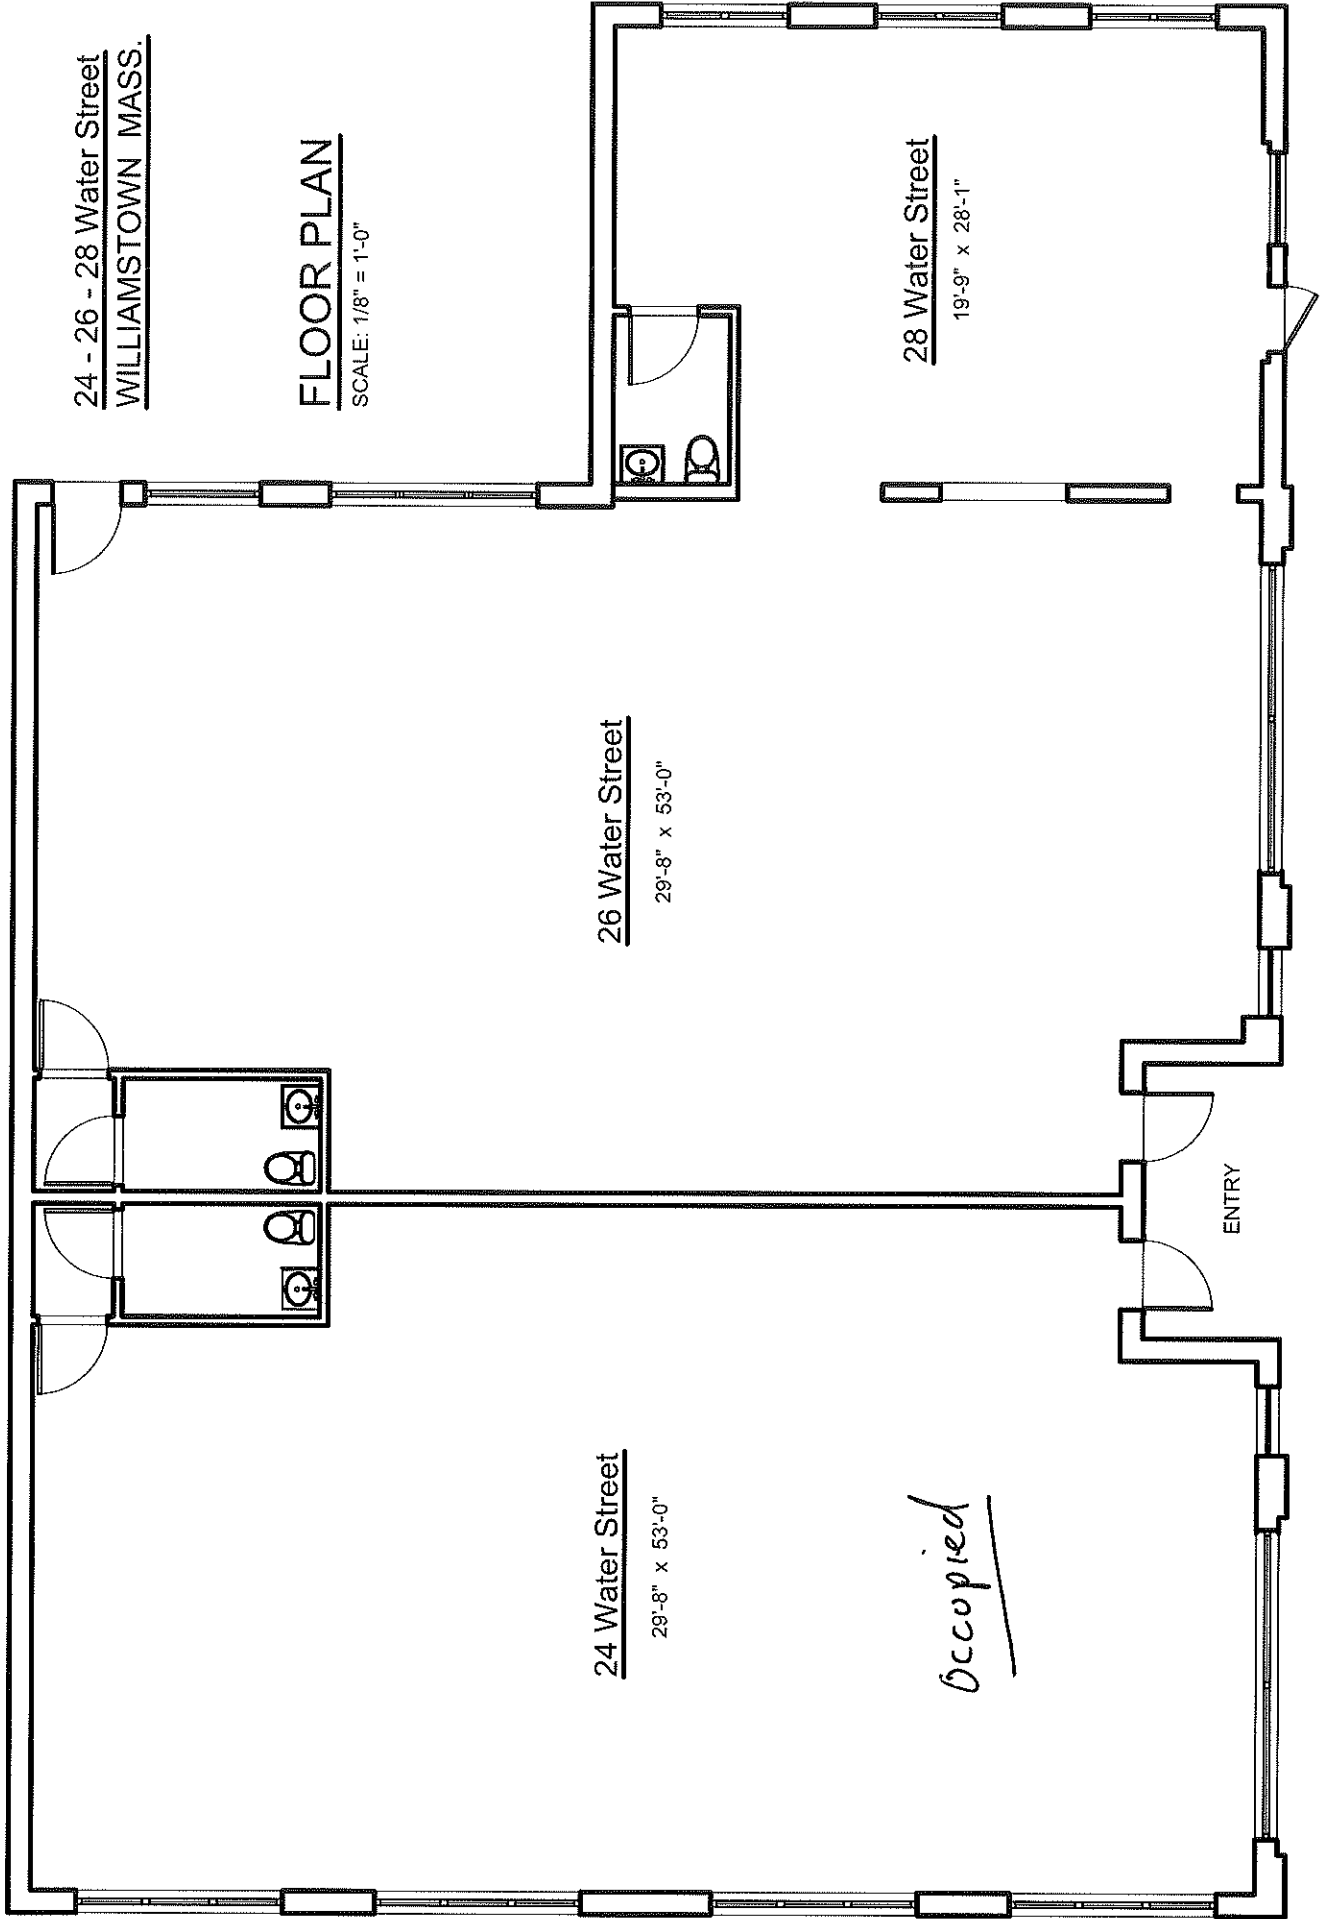 24 - 26 - 28 Water Street
WILLIAMSTOWN MASS.
FLOOR PLAN
SCALE: 1/8" = 1'-0"
24 Water Street
29'-8" x 53'-0"
Occopied
26 Water Street
29'-8" x 53'-0"
28 Water Street
19'-9" x 28'-1"
ENTRY